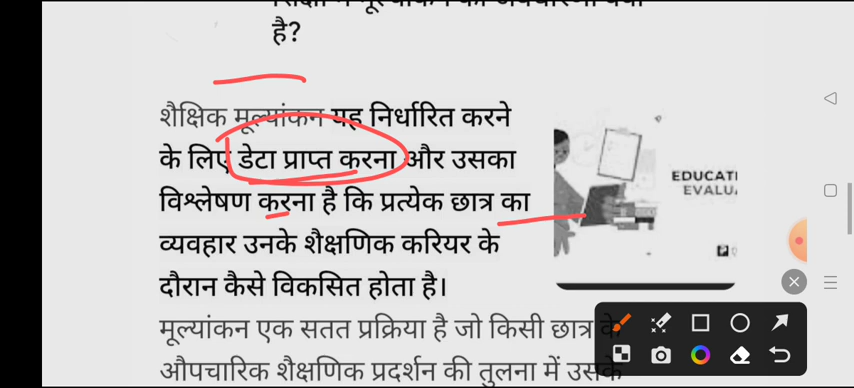 है?
शैक्षिक मूल्यांकन यह निर्धारित करने
के लिए डेटा प्राप्त करना और उसका
विश्लेषण करना है कि प्रत्येक छात्र का
व्यवहार उनके शैक्षणिक करियर के
दौरान कैसे विकसित होता है।
मूल्यांकन एक सतत प्रक्रिया है जो किसी छात्र के
औपचारिक शैक्षणिक प्रदर्शन की तुलना में उसके
EDUCATI
EVALU